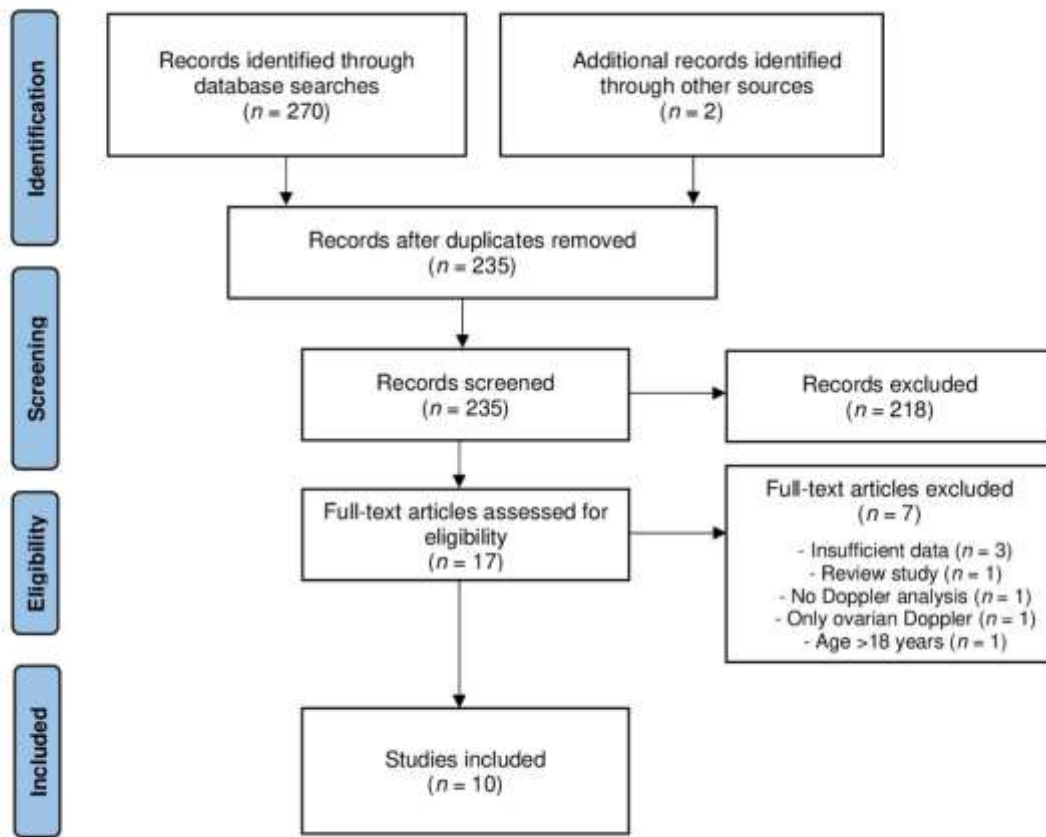 Identification
Records identified through
database searches
(n = 270)
Additional records identified
through other sources
(n = 2)
Records after duplicates removed
(n = 235)
Screening
Records screened
(n = 235)
Records excluded
(n = 218)
Eligibility
Full-text articles assessed for
eligibility
(n = 17)
Full-text articles excluded
(n = 7)
- Insufficient data (n = 3)
- Review study (n = 1)
- No Doppler analysis (n = 1)
- Only ovarian Doppler (n = 1)
- Age >18 years (n = 1)
Included
Studies included
(n = 10)